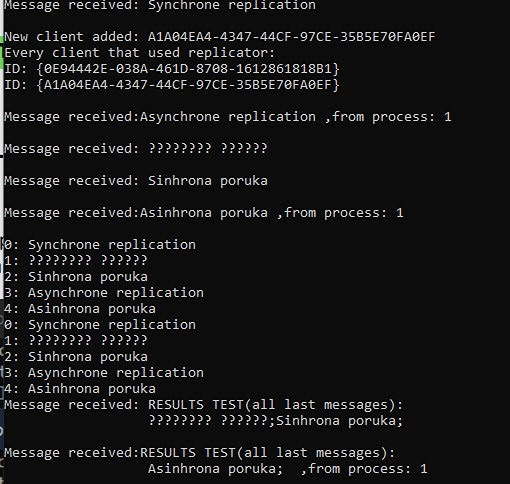 Message received: Synchrone replication
New client added: A1A04EA4-4347-44CF-97CE-35B5E70FA0EF
Every client that used replicator:
ID: {0E94442E-038A-461D-8708-1612861818B1}
ID: {A1A04EA4-4347-44CF-97CE-35B5E70FA0EF}
Message received:Asynchrone replication ,from process: 1
Message received: ???????? ??????
Message received: Sinhrona poruka
Message received:Asinhrona poruka ,from process: 1
0: Synchrone replication
1: ???????? ??????
2: Sinhrona poruka
3: Asynchrone replication
4: Asinhrona poruka
0: Synchrone replication
1: ???????? ??????
2: Sinhrona poruka
3: Asynchrone replication
4: Asinhrona poruka
Message received: RESULTS TEST(all last messages):
???????? ??????;Sinhrona poruka;
Message received:RESULTS TEST(all last messages):
Asinhrona poruka;  ,from process: 1